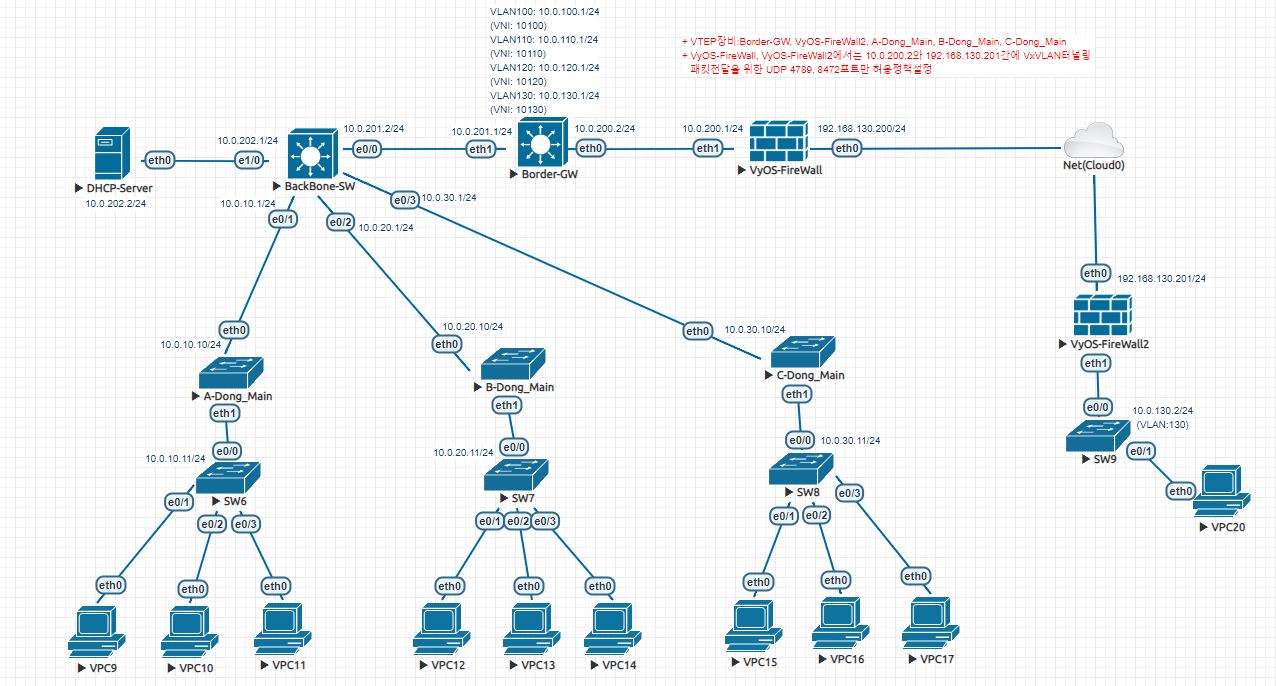 VLAN100: 10.0.100.1/24
(VNI: 10100)
VLAN110: 10.0.110.1/24
(VNI: 10110)
VLAN120: 10.0.120.1/24
(VNI: 10120)
VLAN130: 10.0.130.1/24
(VNI: 10130)
+ VTEP장비:Border-GW, VyOS-FireWall2, A-Dong_Main, B-Dong_Main, C-Dong_Main
+ VyOS-FireWall, VyOS-FireWall2에서는 10.0.200.2와 192.168.130.201간에 VxVLAN터널링
패킷전달을 위한 UDP 4789, 8472포트만 허용정책설정
eth0
DHCP-Server
10.0.202.2/24
10.0.202.1/24
e1/0
BackBone-SW
10.0.201.2/24
e0/0
10.0.201.1/24
eth1
Border-GW
10.0.200.2/24
eth0
10.0.200.1/24
eth1
VyOS-FireWall
192.168.130.200/24
eth0
Net(Cloud0)
10.0.10.1/24
e0/1
e0/2
10.0.20.1/24
e0/3
10.0.30.1/24
eth0
192.168.130.201/24
VyOS-FireWall2
eth1
eth0
10.0.10.10/24
A-Dong_Main
eth1
10.0.20.10/24
eth0
B-Dong_Main
eth1
eth0
10.0.30.10/24
C-Dong_Main
eth1
e0/0
10.0.130.2/24
(VLAN:130)
SW9
e0/1
eth0
VPC20
e0/0
10.0.10.11/24
SW6
e0/1
e0/2
e0/3
e0/0
10.0.20.11/24
SW7
e0/1
e0/2
e0/3
e0/0
10.0.30.11/24
SW8
e0/1
e0/2
e0/3
eth0
eth0
eth0
eth0
eth0
eth0
eth0
eth0
eth0
VPC9
VPC10
VPC11
VPC12
VPC13
VPC14
VPC15
VPC16
VPC17